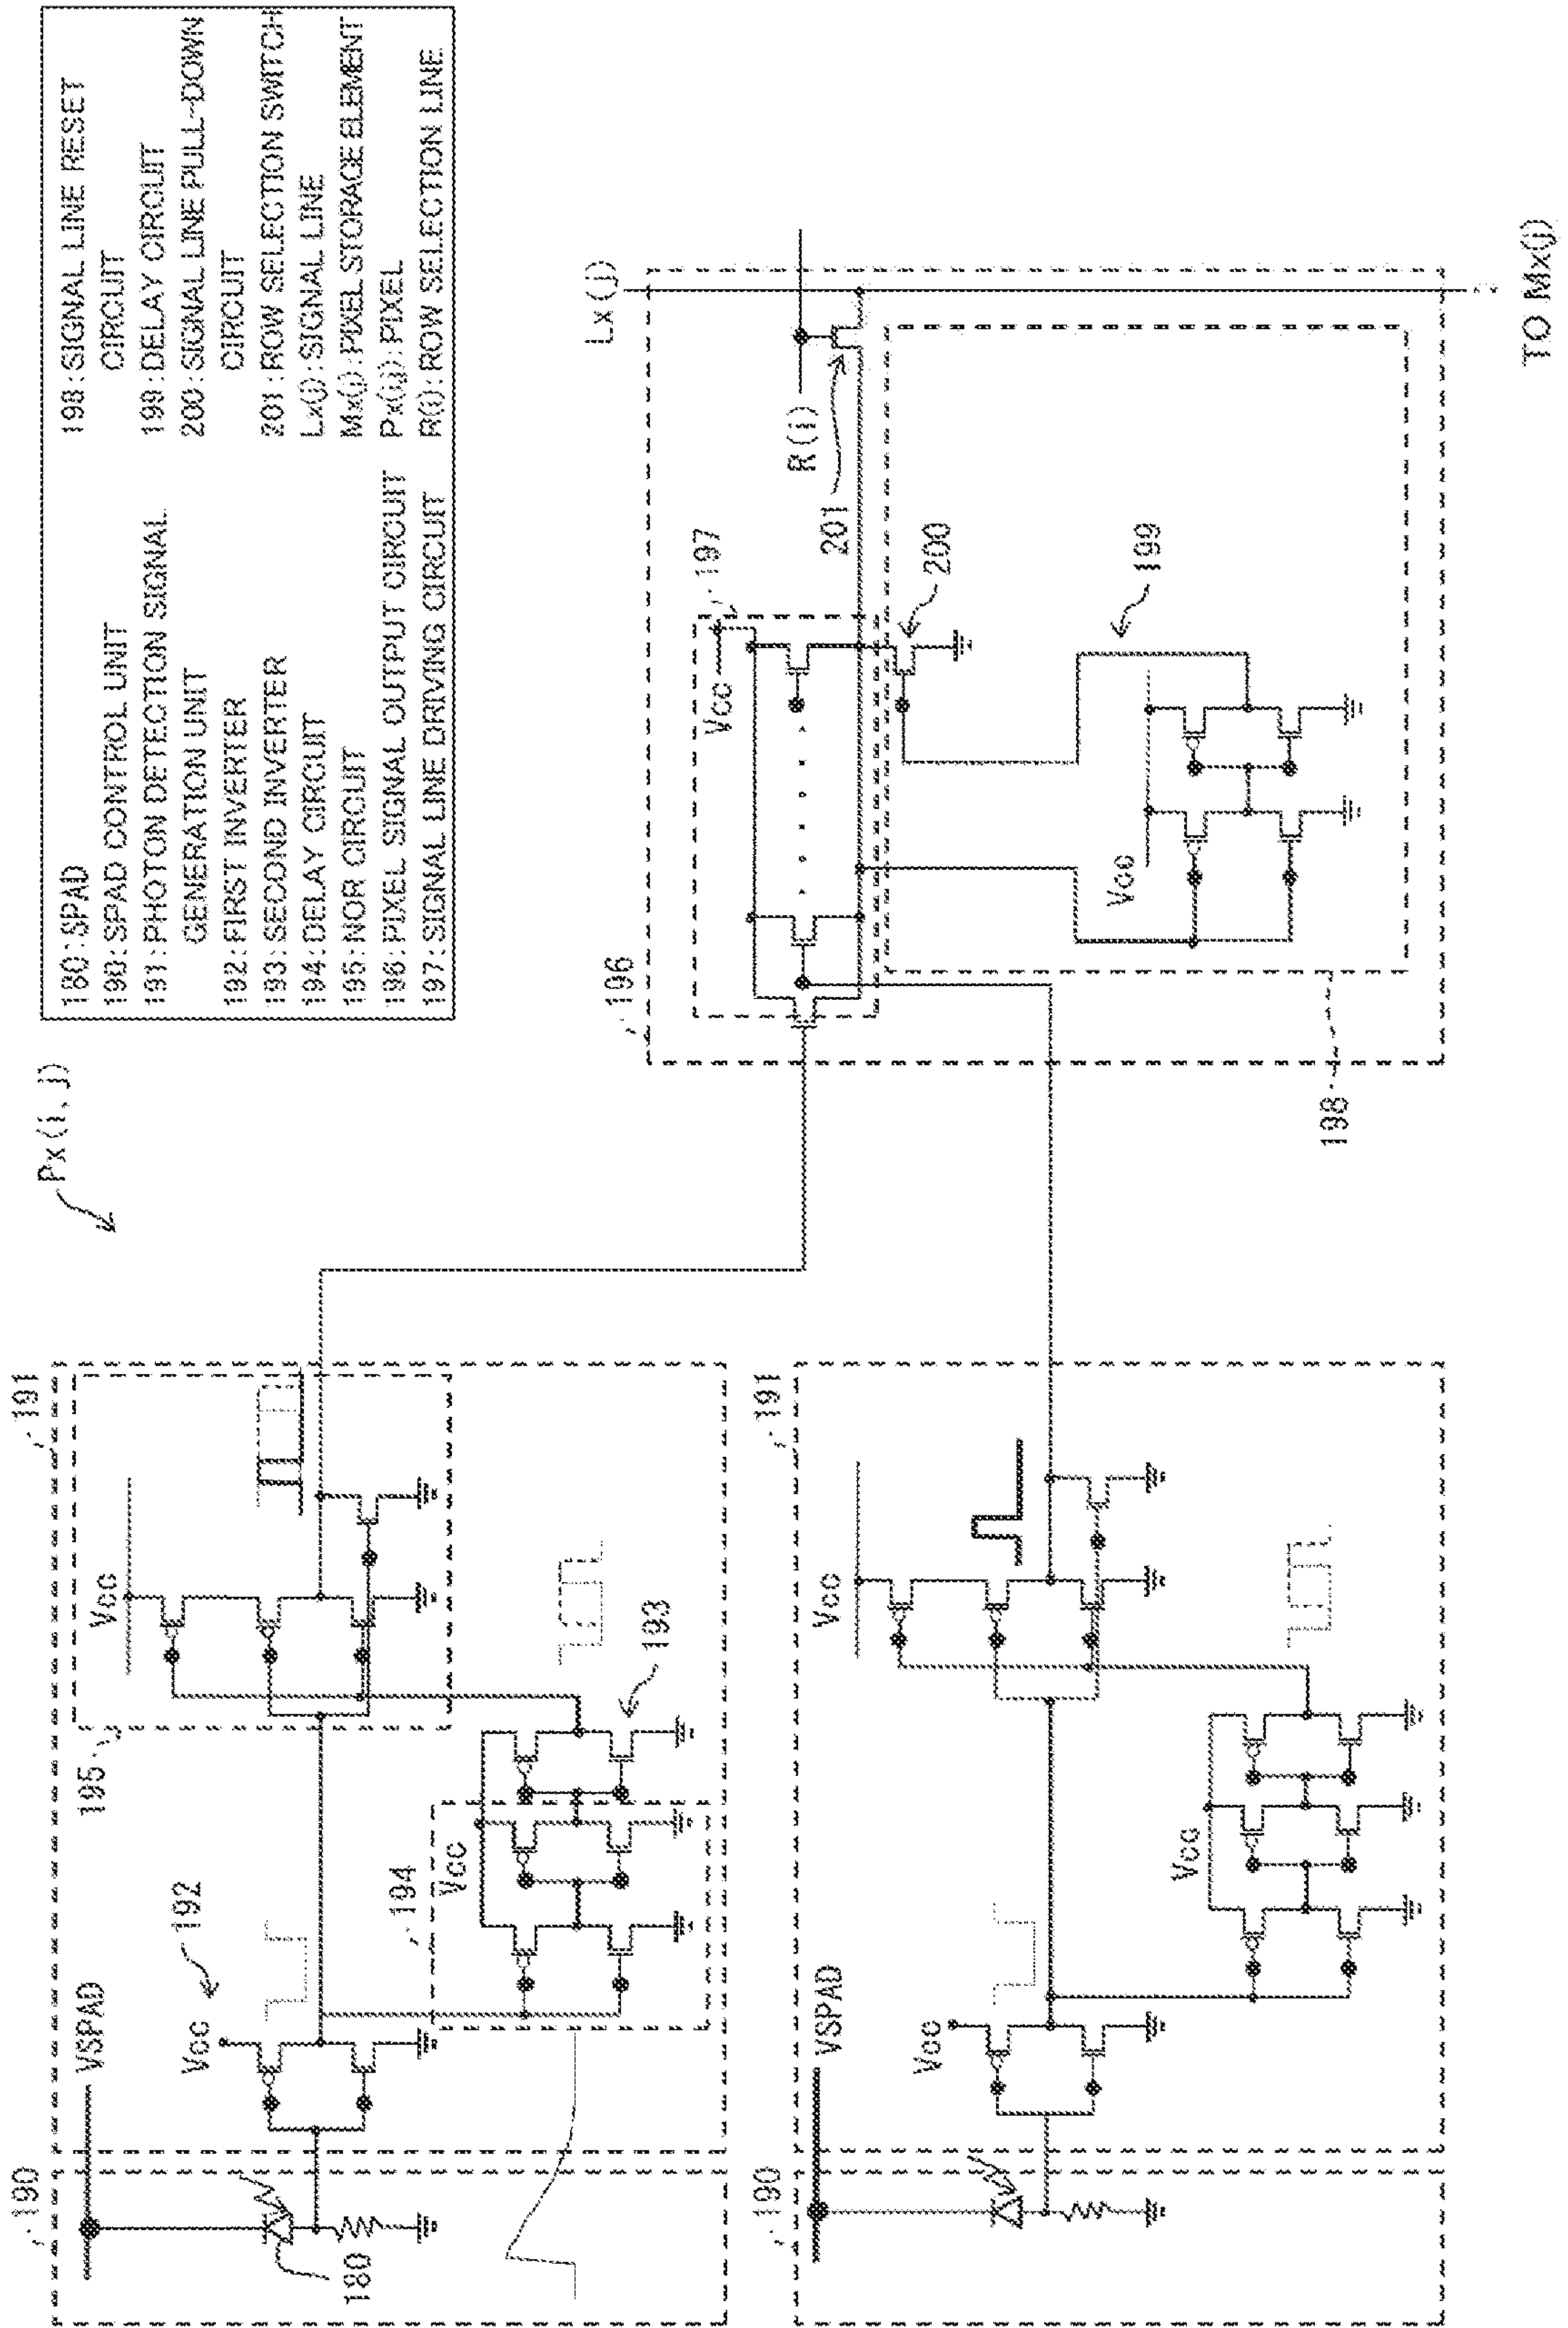 Px(i, j)
180:SPAD
190:SPAD CONTROL UNIT
191:PHOTON DETECTION SIGNAL
GENERATION UNIT
192:FIRST INVERTER
193:SECOND INVERTER
194:DELAY CIRCUIT
195:NOR CIRCUIT
196:PIXEL SIGNAL OUTPUT CIRCUIT
197:SIGNAL LINE DRIVING CIRCUIT
198:SIGNAL LINE RESET
CIRCUIT
199:DELAY CIRCUIT
200:SIGNAL LINE PULL-DOWN
CIRCUIT
201:ROW SELECTION SWITCH
Lx(j):SIGNAL LINE
Mx(j):PIXEL STORAGE ELEMENT
Px(i,j):PIXEL
R(i):ROW SELECTION LINE
190
191
VSPAD
Vcc
195
192
Vcc
180
194
Vcc
193
190
191
VSPAD
Vcc
Vcc
Vcc
196
Lx(j)
197
Vcc
R(i)
201
200
199
Vcc
198
TO Mx(j)